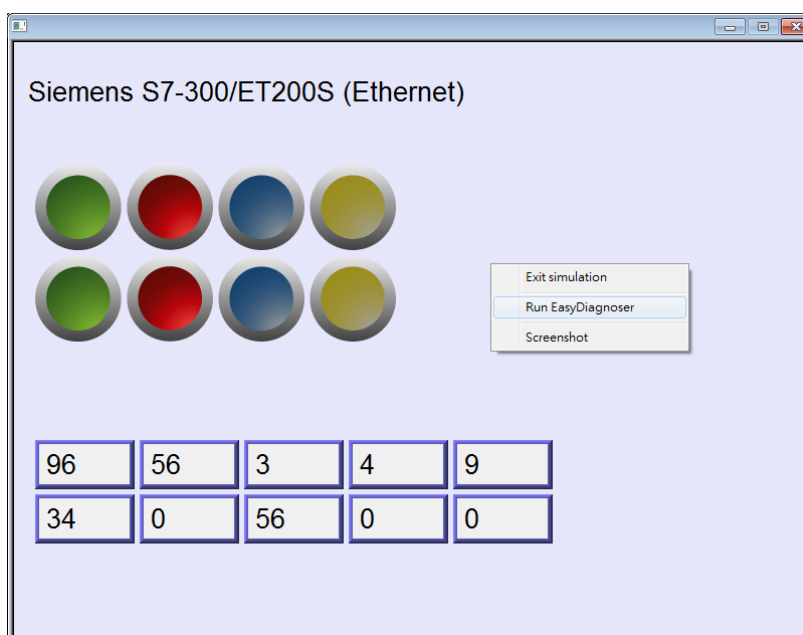 Siemens S7-300/ET200S (Ethernet)
Exit simulation
Run EasyDiagnoser
Screenshot
96 56 3 4 9
34 0 56 0 0